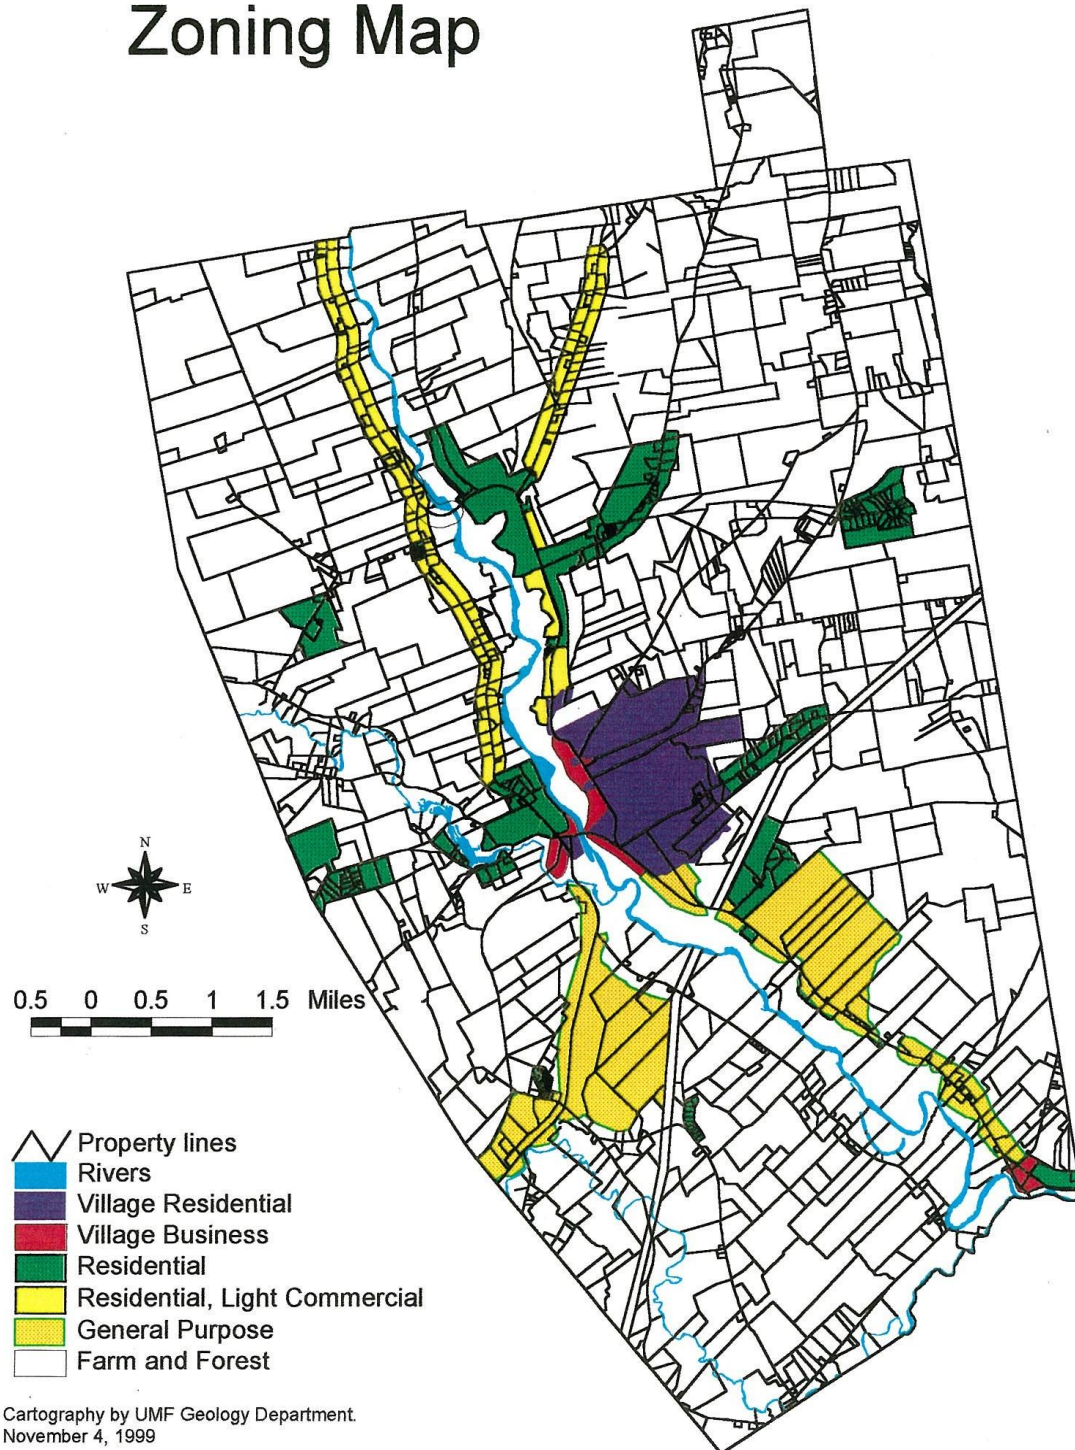 Zoning Map
N
W E
S
0.5 0 0.5 1 1.5 Miles
Property lines
Rivers
Village Residential
Village Business
Residential
Residential, Light Commercial
General Purpose
Farm and Forest
Cartography by UMF Geology Department.
November 4, 1999